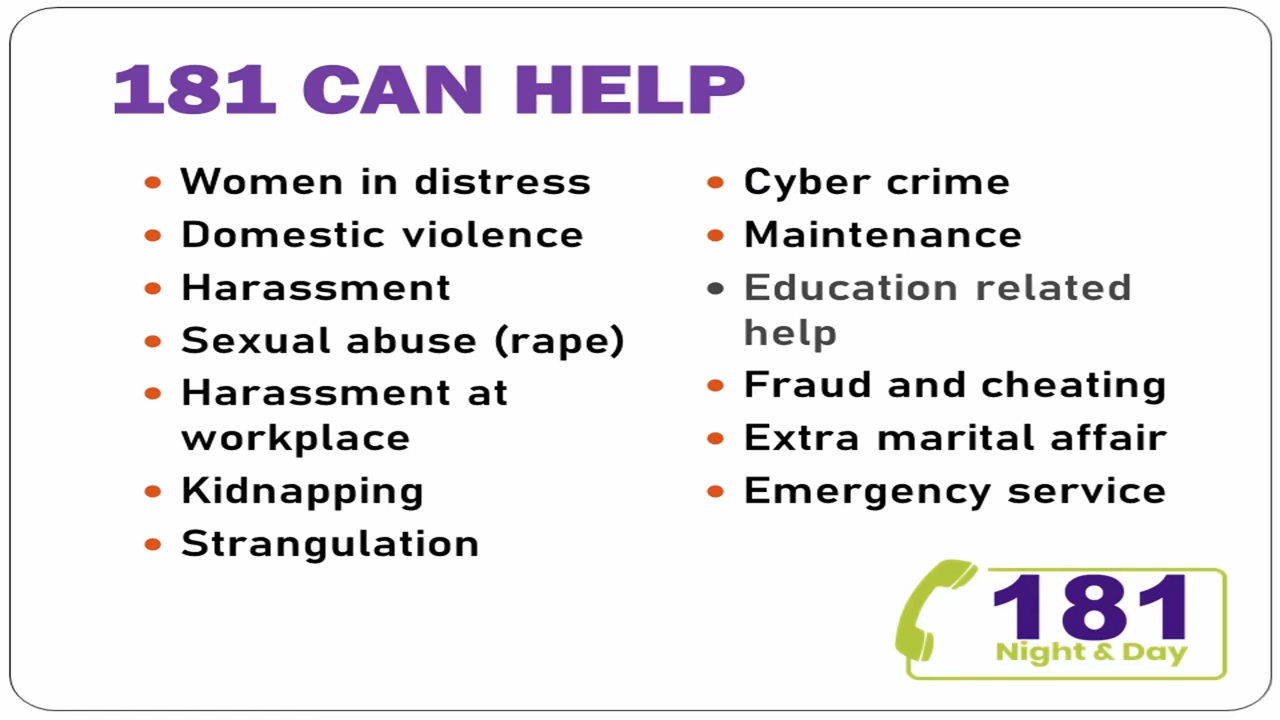 181 CAN HELP
• Women in distress
• Domestic violence
• Harassment
• Sexual abuse (rape)
• Harassment at
workplace
• Kidnapping
• Strangulation
• Cyber crime
• Maintenance
• Education related
help
• Fraud and cheating
• Extra marital affair
• Emergency service
181
Night & Day